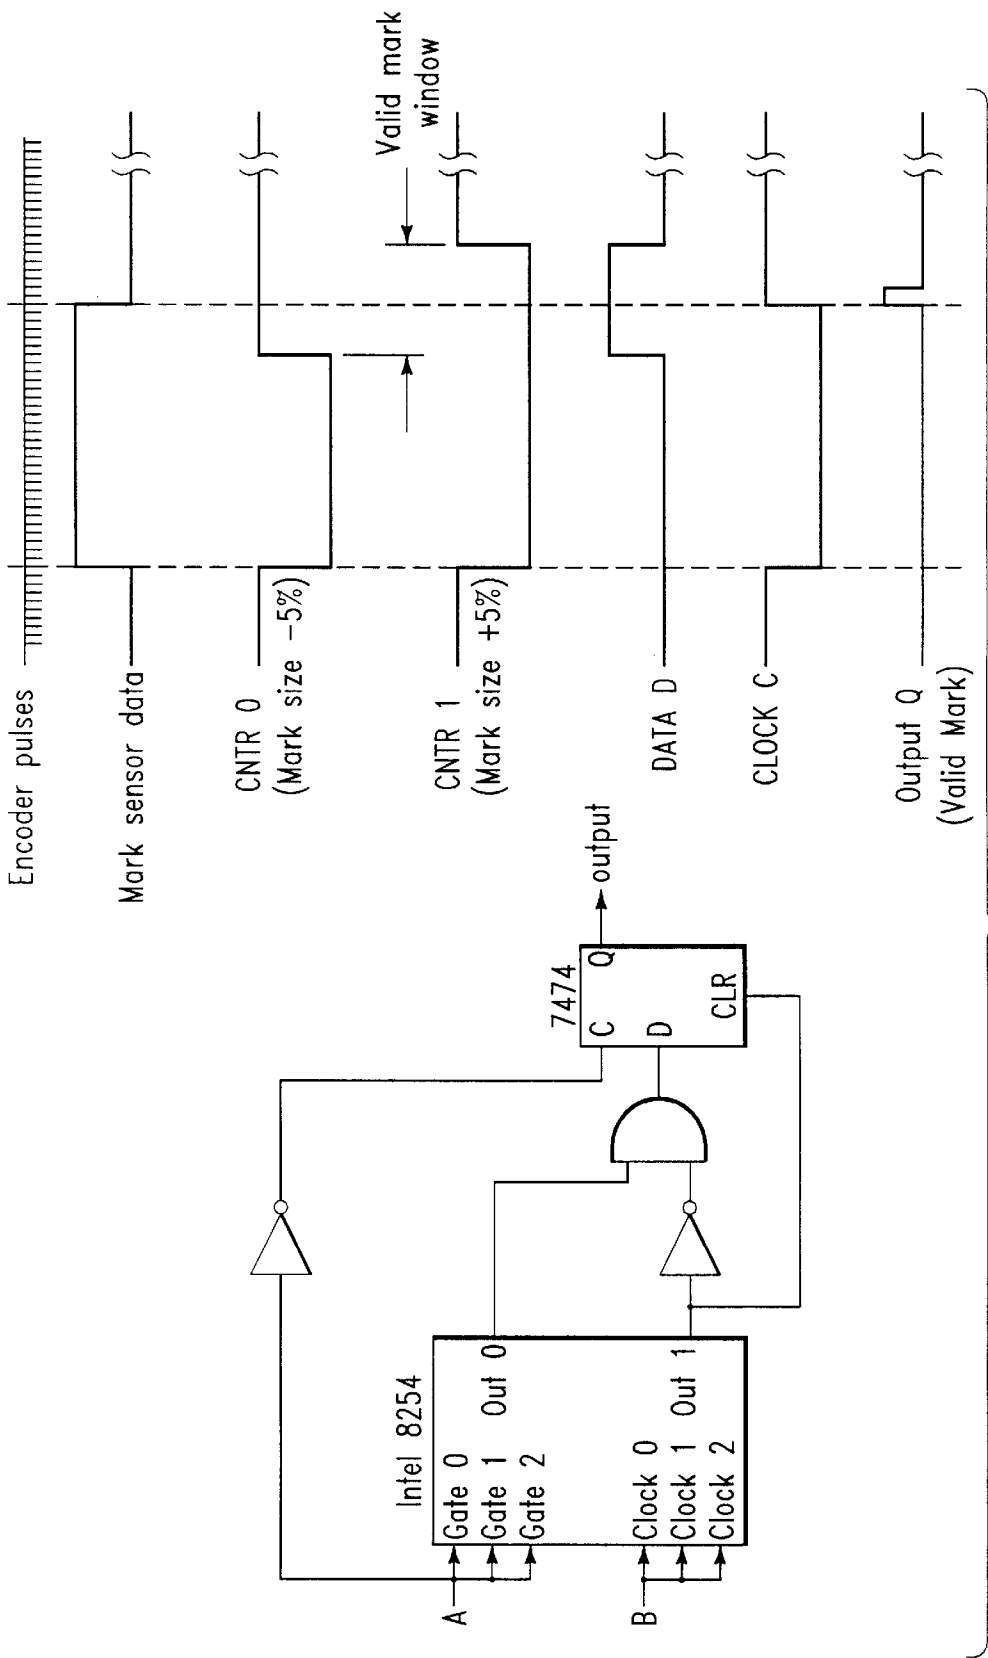 Intel 8254
Gate 0
Gate 1
Gate 2
Out 0
Clock 0
Clock 1
Clock 2
Out 1
A
B
7474
C
Q
D
CLR
output
Encoder pulses
Mark sensor data
CNTR 0
(Mark size −5%)
Valid mark
window
CNTR 1
(Mark size +5%)
DATA D
CLOCK C
Output Q
(Valid Mark)